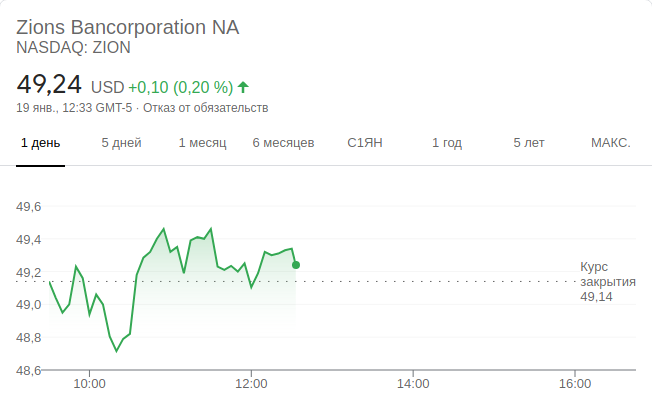 Zions Bancorporation NA
NASDAQ: ZION
49,24 USD +0,10 (0,20 %)
19 янв., 12:33 GMT-5 · Отказ от обязательств
1 день 5 дней 1 месяц 6 месяцев С1ЯН 1 год 5 лет МАКС.
49,6
49,4
49,2
49,0
48,8
48,6
Курс
закрытия
49,14
10:00 12:00 14:00 16:00